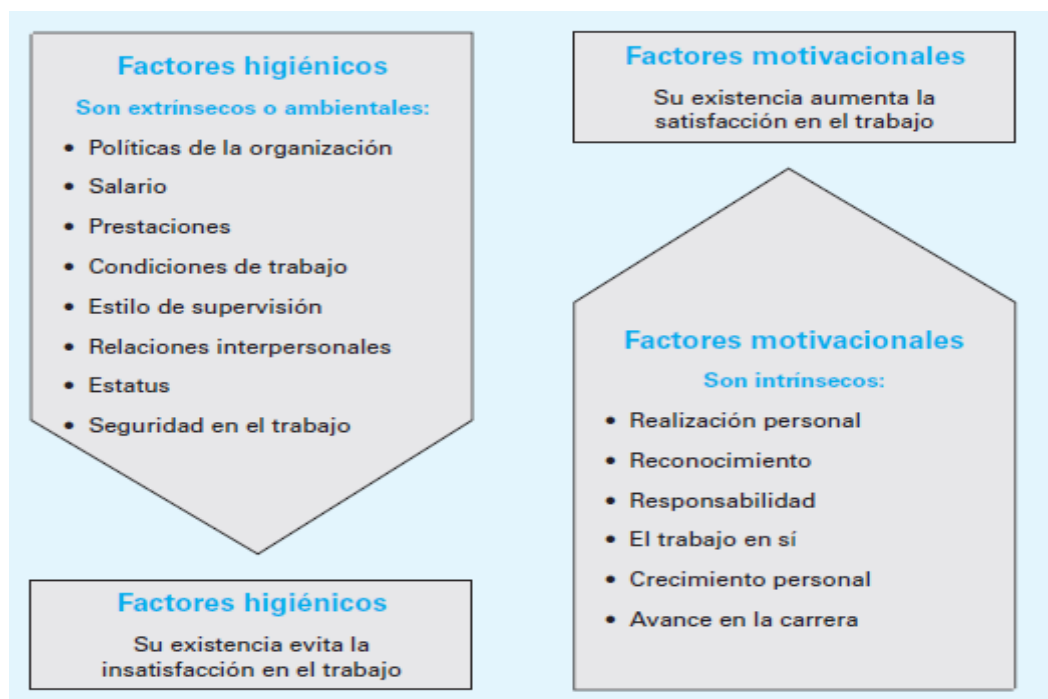 Factores higiénicos
Son extrínsecos o ambientales:
• Políticas de la organización
• Salario
• Prestaciones
• Condiciones de trabajo
• Estilo de supervisión
• Relaciones interpersonales
• Estatus
• Seguridad en el trabajo
Factores higiénicos
Su existencia evita la
insatisfacción en el trabajo
Factores motivacionales
Su existencia aumenta la
satisfacción en el trabajo
Factores motivacionales
Son intrínsecos:
• Realización personal
• Reconocimiento
• Responsabilidad
• El trabajo en sí
• Crecimiento personal
• Avance en la carrera